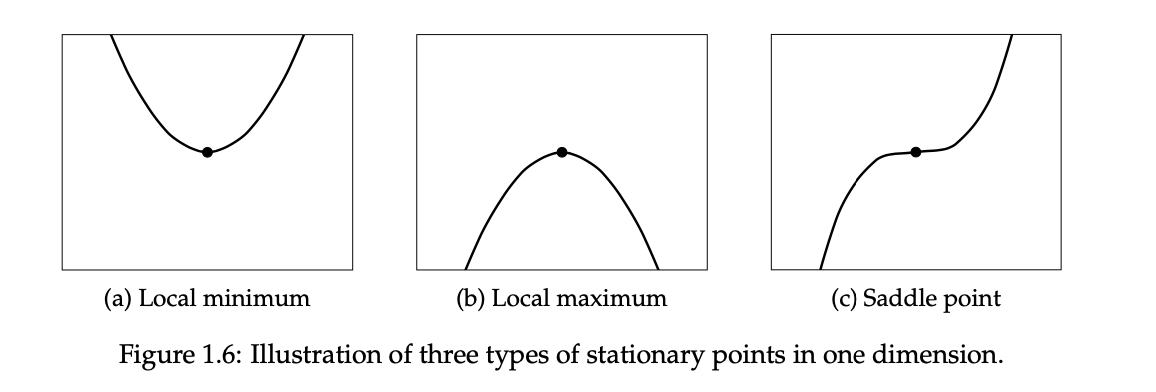 (a) Local minimum
(b) Local maximum
(c) Saddle point
Figure 1.6: Illustration of three types of stationary points in one dimension.